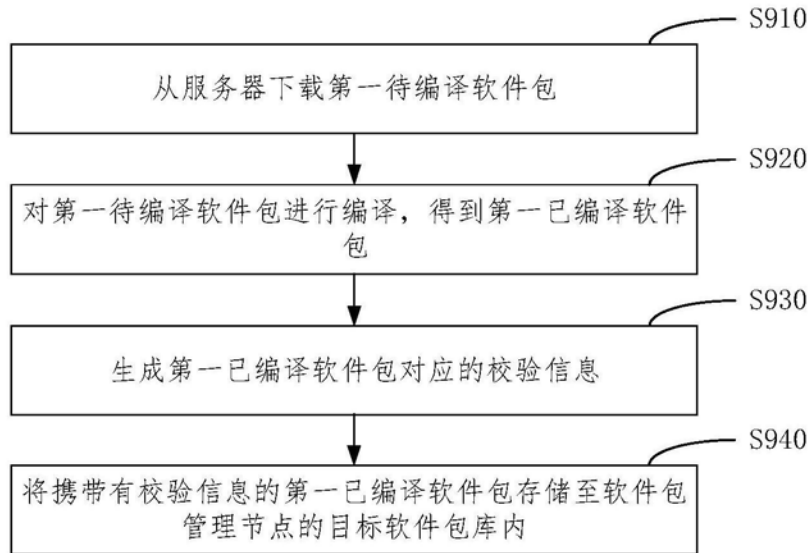 S910
从服务器下载第一待编译软件包
S920
对第一待编译软件包进行编译，得到第一已编译软件
包
S930
生成第一已编译软件包对应的校验信息
S940
将携带有校验信息的第一已编译软件包存储至软件包
管理节点的目标软件包库内